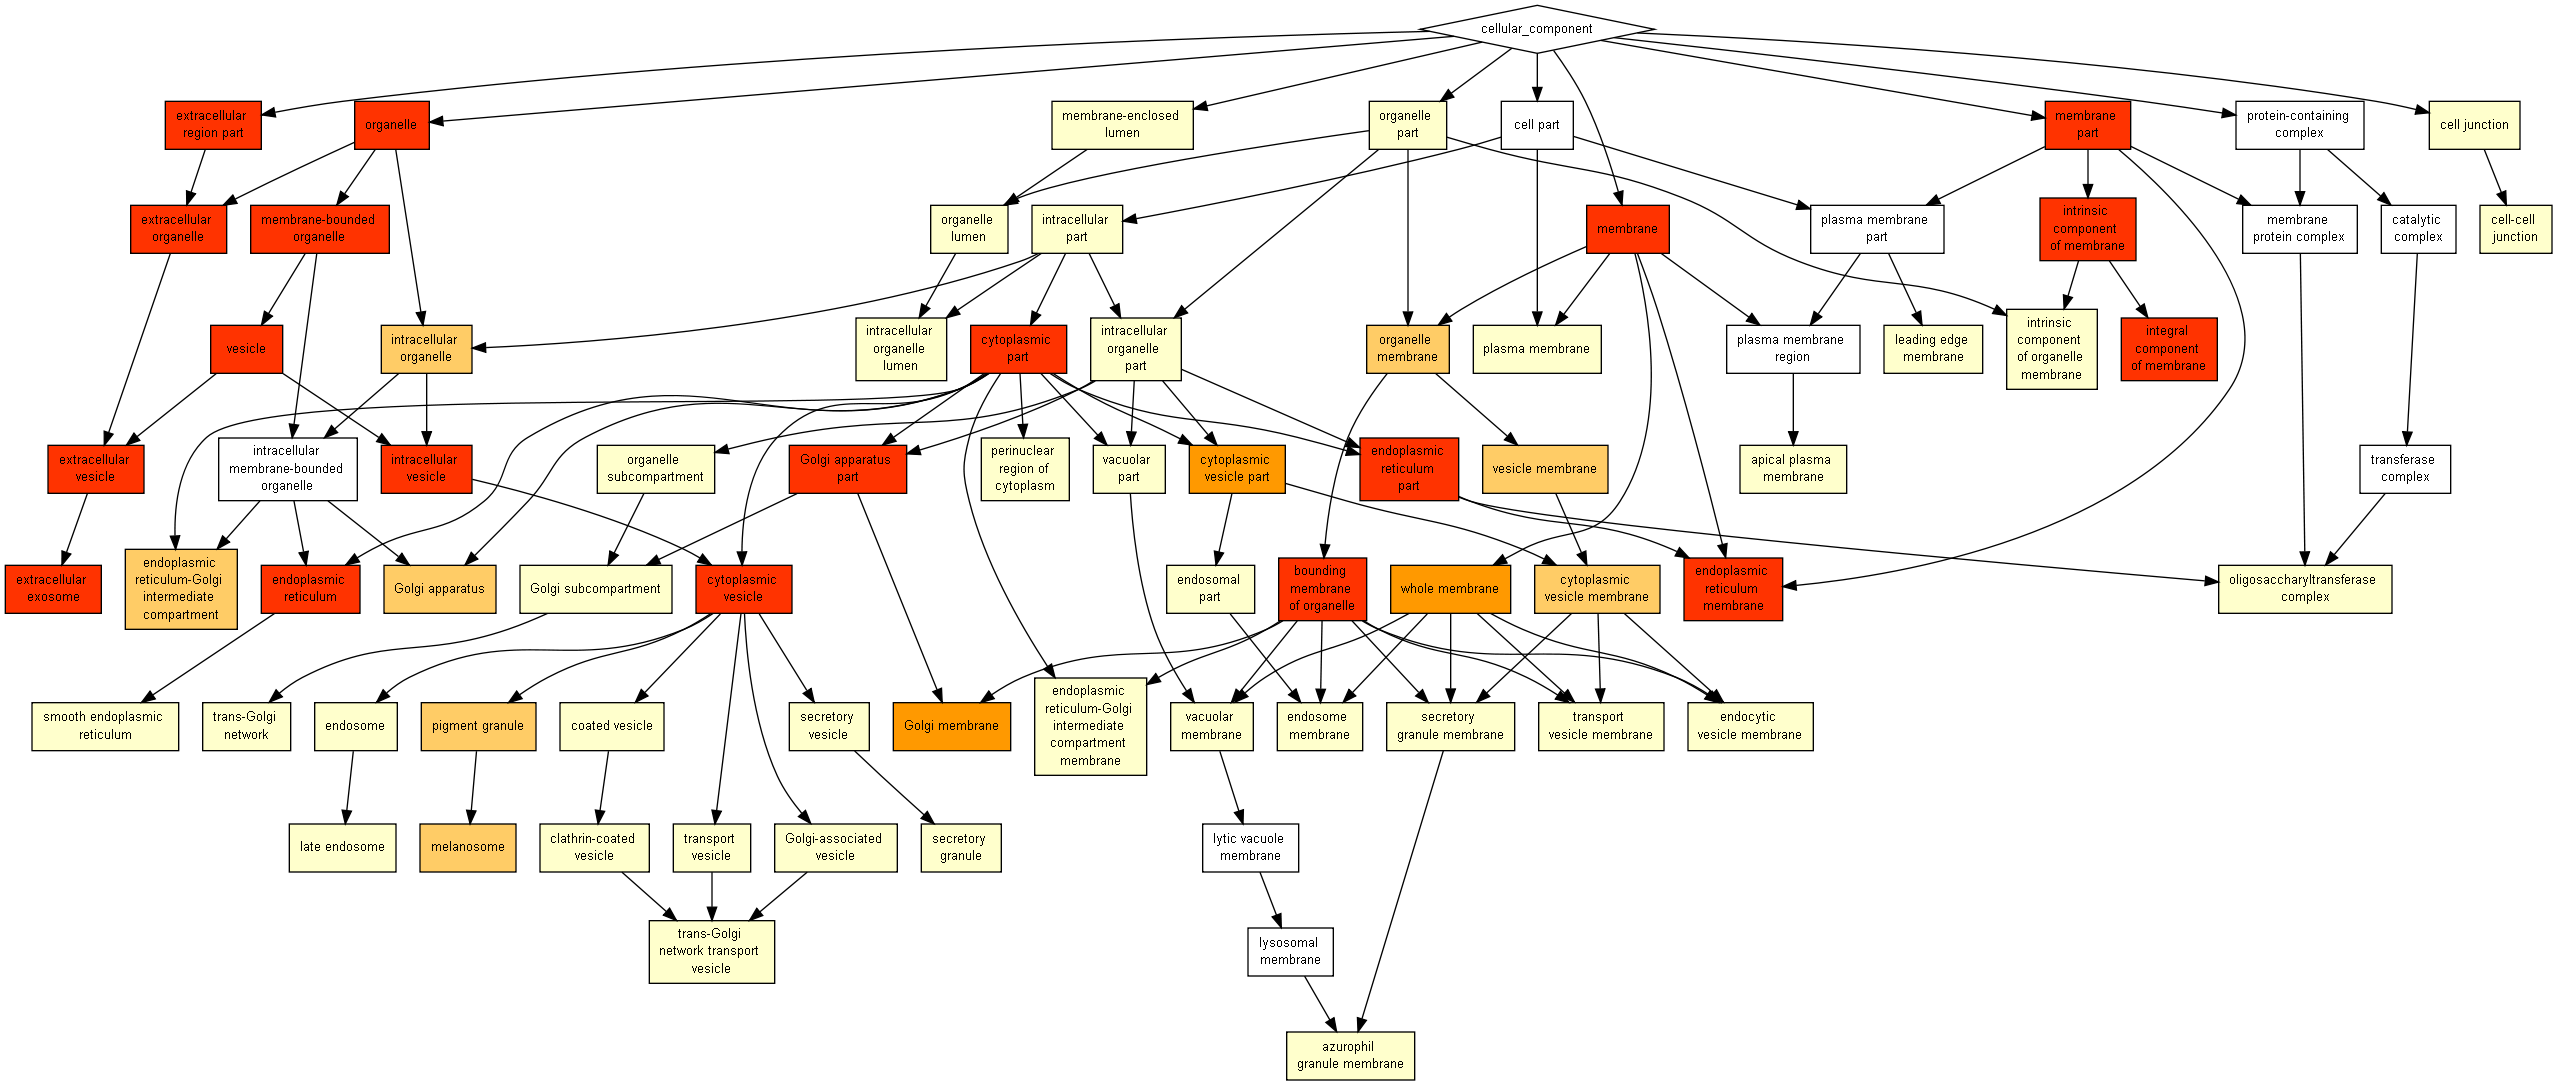 cellular_component
extracellular
region part
organelle
membrane-enclosed
lumen
organelle
part
cell part
membrane
part
protein-containing
complex
cell junction
extracellular
organelle
membrane-bounded
organelle
organelle
lumen
intracellular
part
membrane
plasma membrane
part
intrinsic
component
of membrane
membrane
protein complex
catalytic
complex
cell-cell
junction
vesicle
intracellular
organelle
intracellular
organelle
lumen
cytoplasmic
part
intracellular
organelle
part
organelle
membrane
plasma membrane
plasma membrane
region
leading edge
membrane
intrinsic
component
of organelle
membrane
integral
component
of membrane
extracellular
vesicle
intracellular
membrane-bounded
organelle
intracellular
vesicle
organelle
subcompartment
Golgi apparatus
part
perinuclear
region of
cytoplasm
vacuolar
part
cytoplasmic
vesicle part
endoplasmic
reticulum
part
vesicle membrane
apical plasma
membrane
transferase
complex
extracellular
exosome
endoplasmic
reticulum-Golgi
intermediate
compartment
endoplasmic
reticulum
Golgi apparatus
Golgi subcompartment
cytoplasmic
vesicle
endosomal
part
bounding
membrane
of organelle
whole membrane
cytoplasmic
vesicle membrane
endoplasmic
reticulum
membrane
oligosaccharyltransferase
complex
smooth endoplasmic
reticulum
trans-Golgi
network
endosome
pigment granule
coated vesicle
secretory
vesicle
Golgi membrane
endoplasmic
reticulum-Golgi
intermediate
compartment
membrane
vacuolar
membrane
endosome
membrane
secretory
granule membrane
transport
vesicle membrane
endocytic
vesicle membrane
late endosome
melanosome
clathrin-coated
vesicle
transport
vesicle
Golgi-associated
vesicle
secretory
granule
lytic vacuole
membrane
trans-Golgi
network transport
vesicle
lysosomal
membrane
azurophil
granule membrane